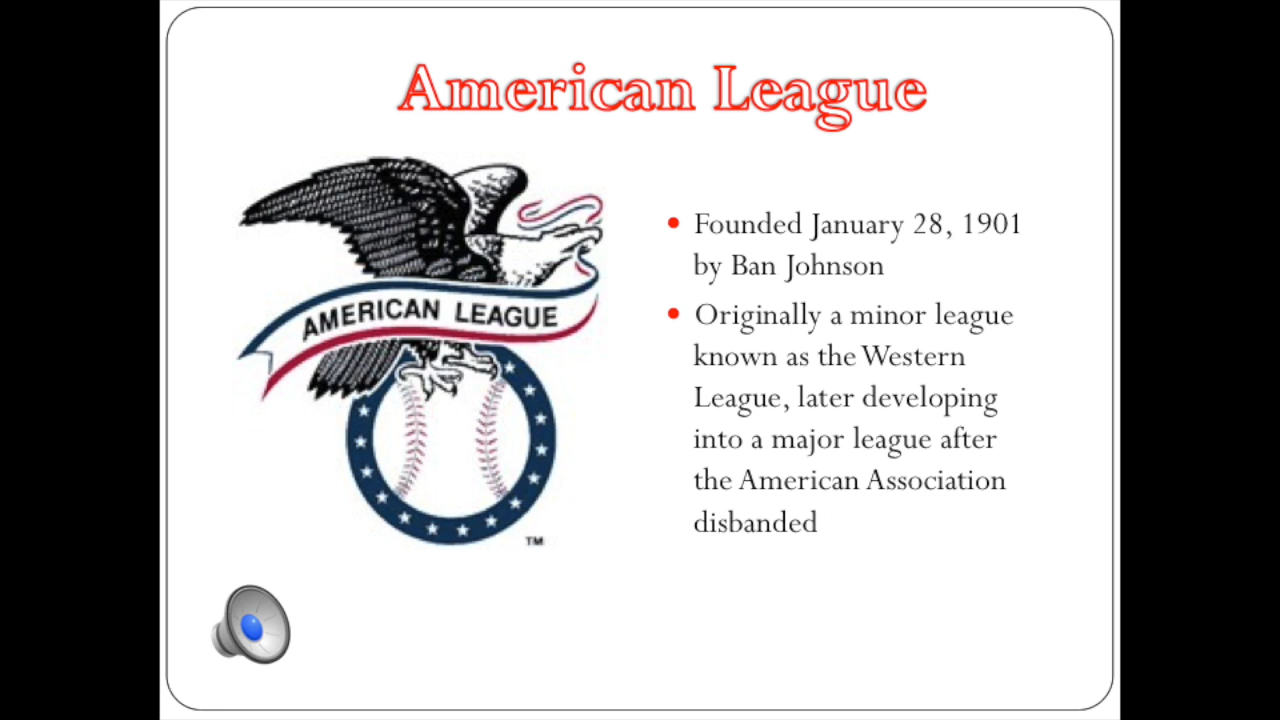 American League
AMERICAN LEAGUE
TM
Founded January 28, 1901
by Ban Johnson
Originally a minor league
known as the Western
League, later developing
into a major league after
the American Association
disbanded